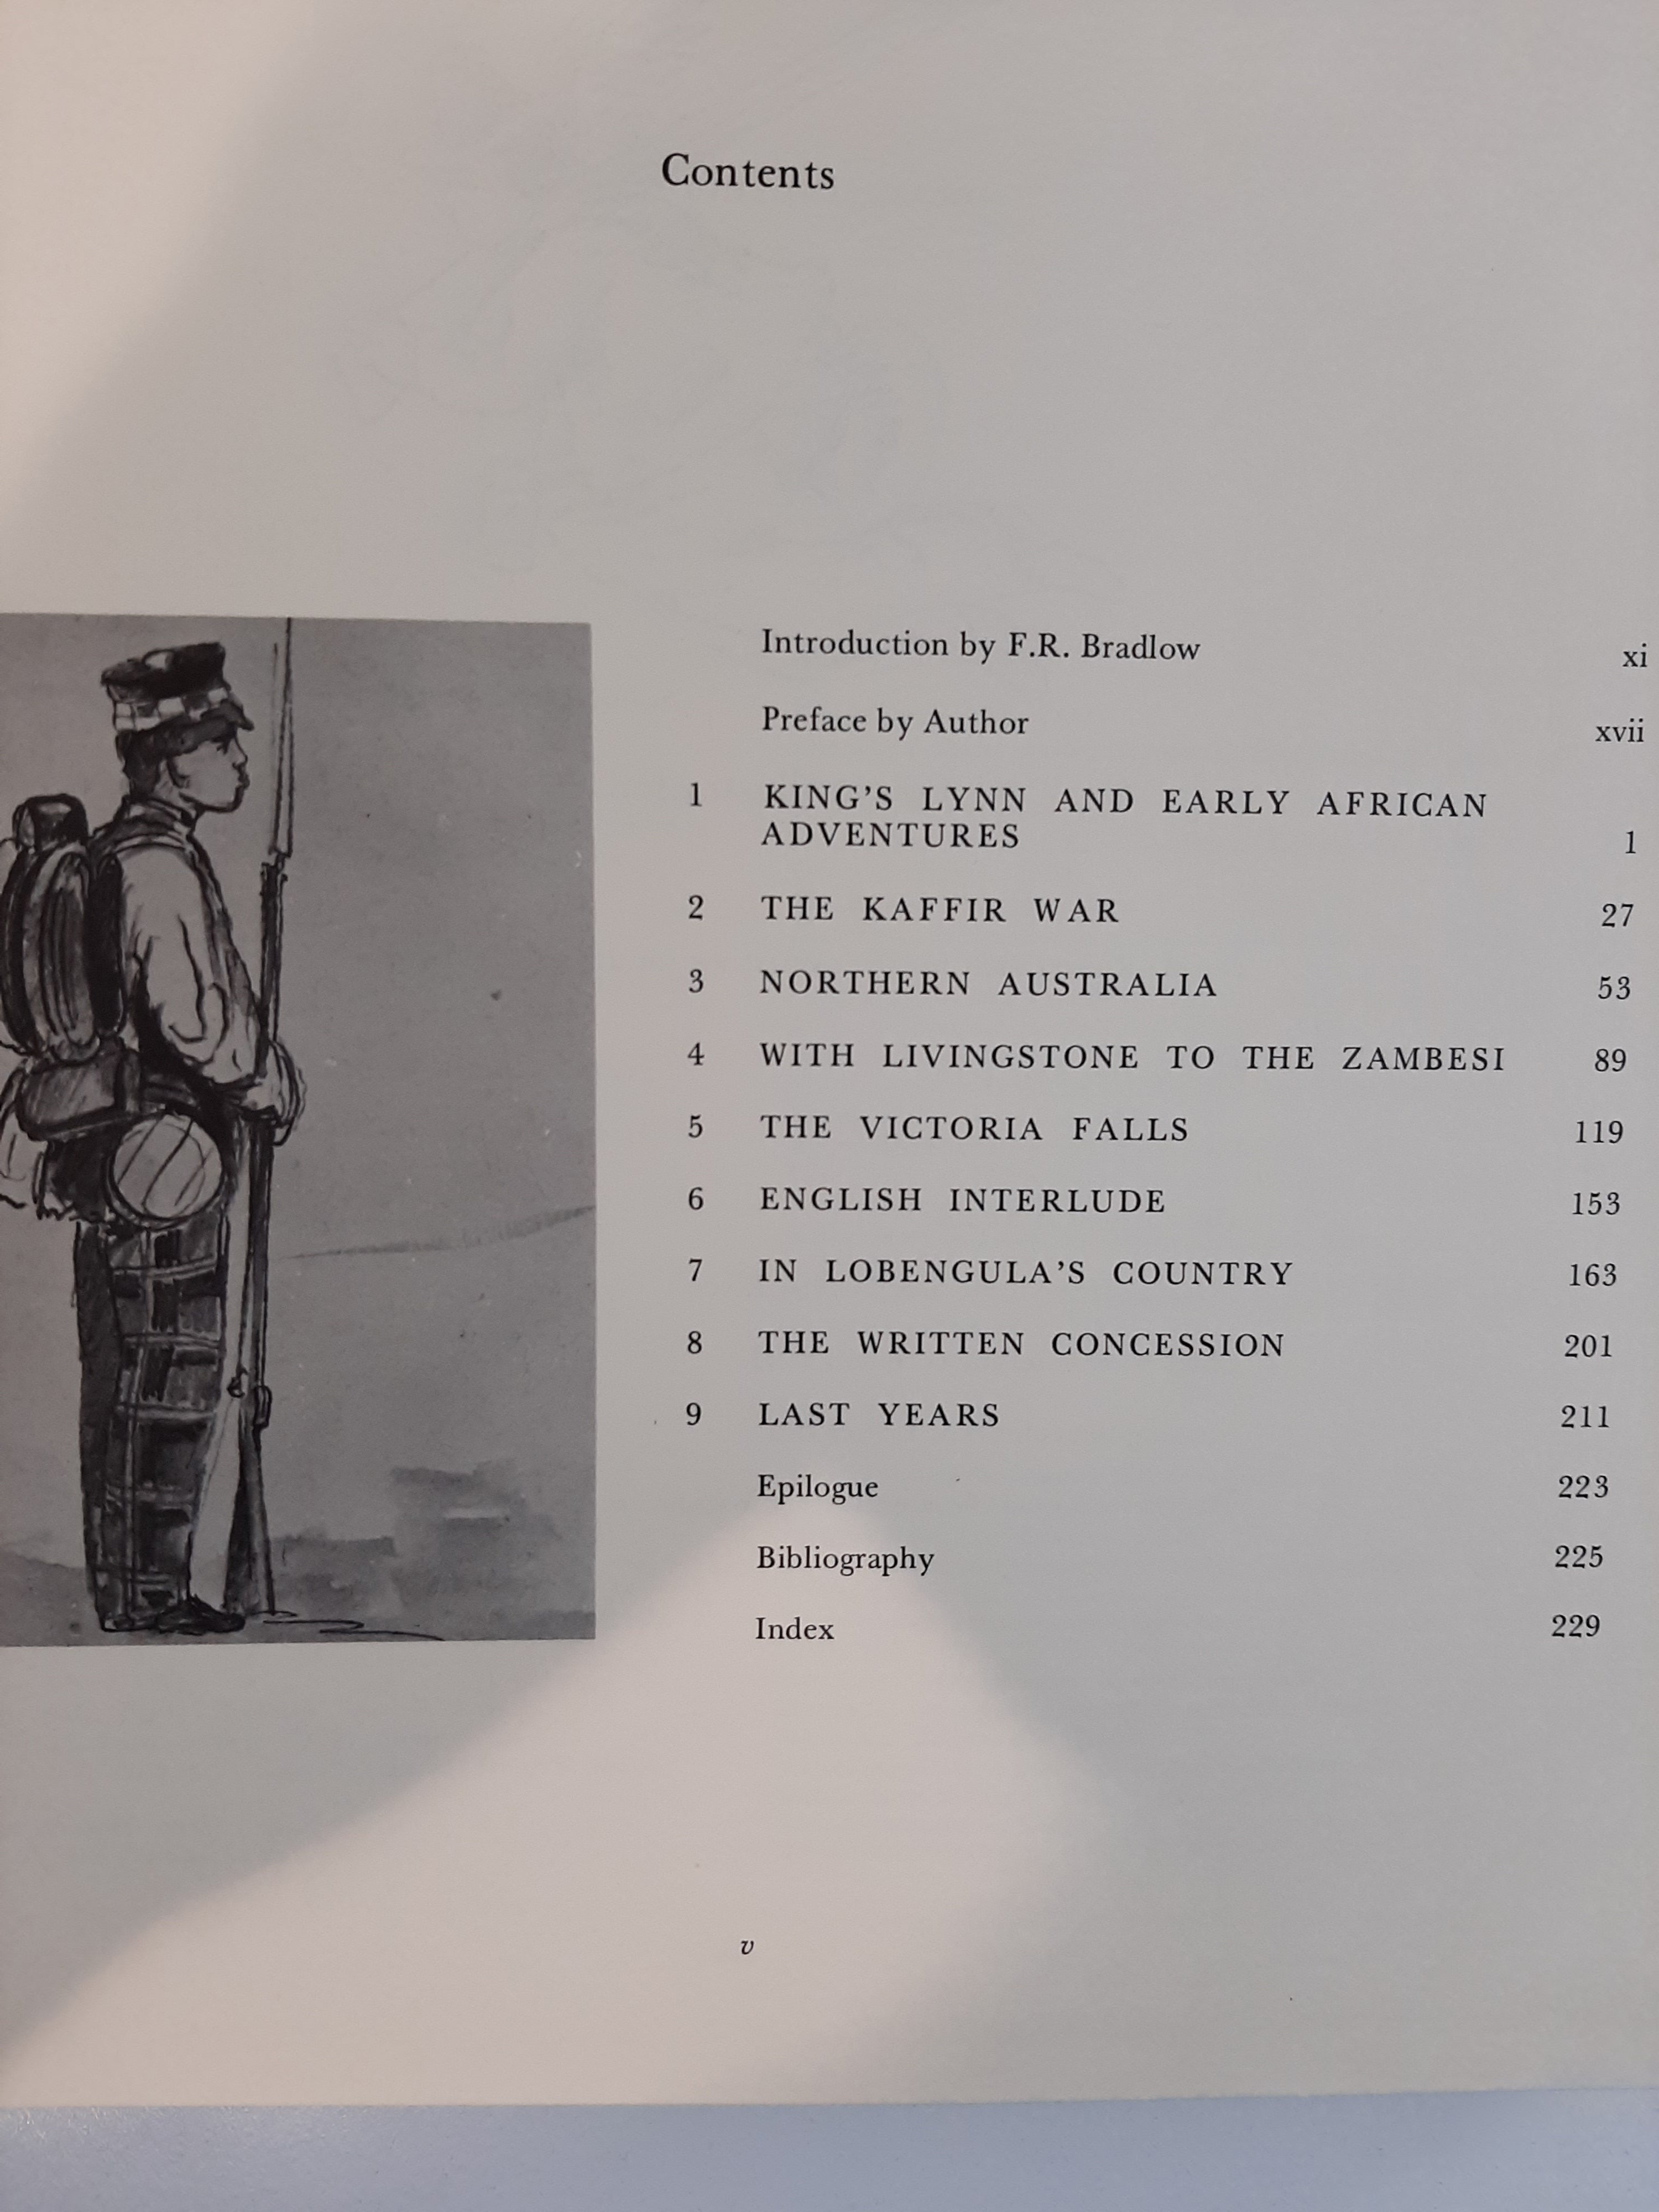 Contents
Introduction by F.R. Bradlow xi
Preface by Author xvii
1 KING'S LYNN AND EARLY AFRICAN
ADVENTURES 1
2 THE KAFFIR WAR 27
3 NORTHERN AUSTRALIA 53
4 WITH LIVINGSTONE TO THE ZAMBESI 89
5 THE VICTORIA FALLS 119
6 ENGLISH INTERLUDE 153
7 IN LOBENGULA'S COUNTRY 163
8 THE WRITTEN CONCESSION 201
9 LAST YEARS 211
Epilogue 223
Bibliography 225
Index 229
v